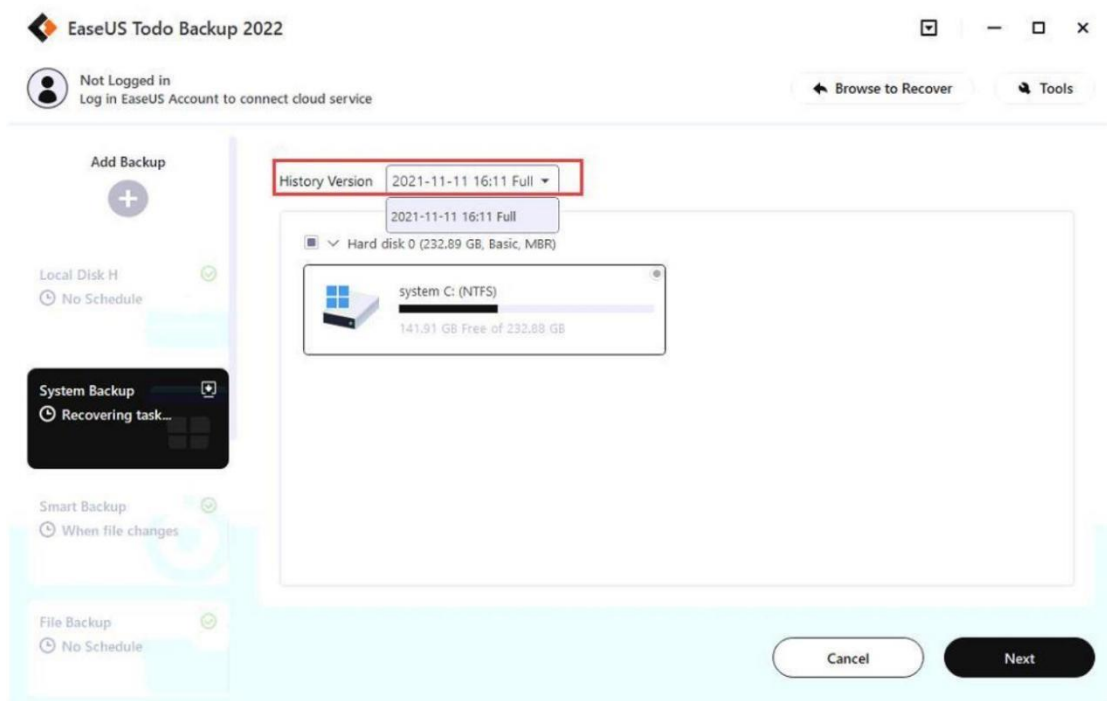 EaseUS Todo Backup 2022
Not Logged in
Log in EaseUS Account to connect cloud service
Browse to Recover
Tools
Add Backup
History Version
2021-11-11 16:11 Full
2021-11-11 16:11 Full
Hard disk 0 (232.89 GB, Basic, MBR)
system C: (NTFS)
141.91 GB Free of 232.88 GB
Local Disk H
No Schedule
System Backup
Recovering task...
Smart Backup
When file changes
File Backup
No Schedule
Cancel
Next